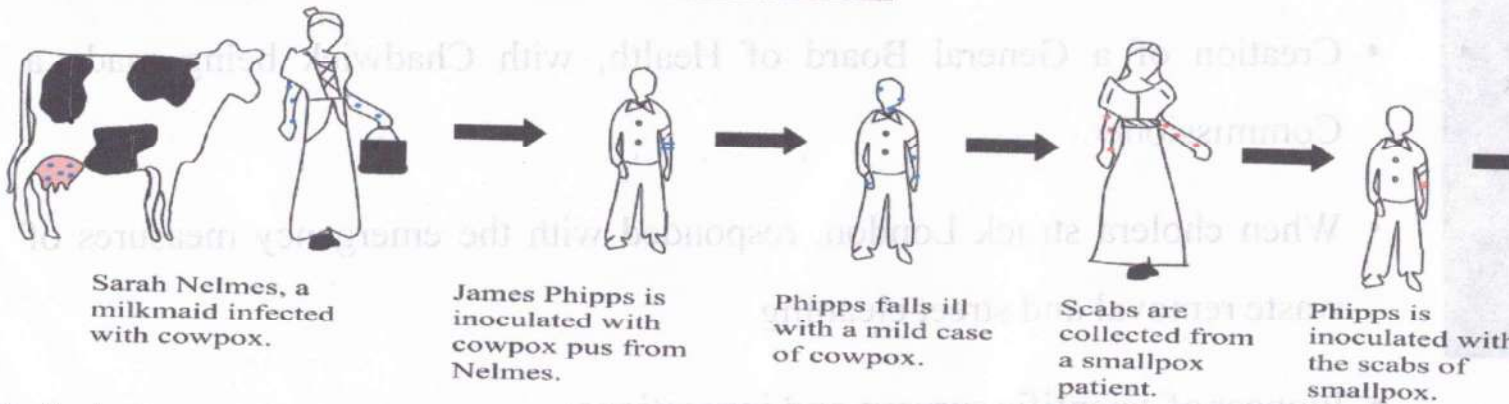 Sarah Nelmes, a
milkmaid infected
with cowpox.
James Phipps is
inoculated with
cowpox pus from
Nelmes.
Phipps falls ill
with a mild case
of cowpox.
Scabs are
collected from
a smallpox
patient.
Phipps is
inoculated with
the scabs of
smallpox.